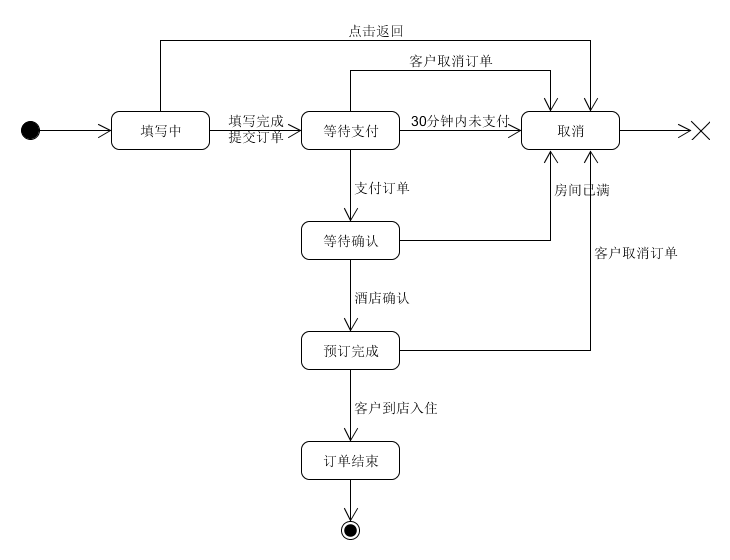 点击返回
客户取消订单
填写中
填写完成
提交订单
等待支付
30分钟内未支付
取消
支付订单
房间已满
等待确认
客户取消订单
酒店确认
预订完成
客户到店入住
订单结束